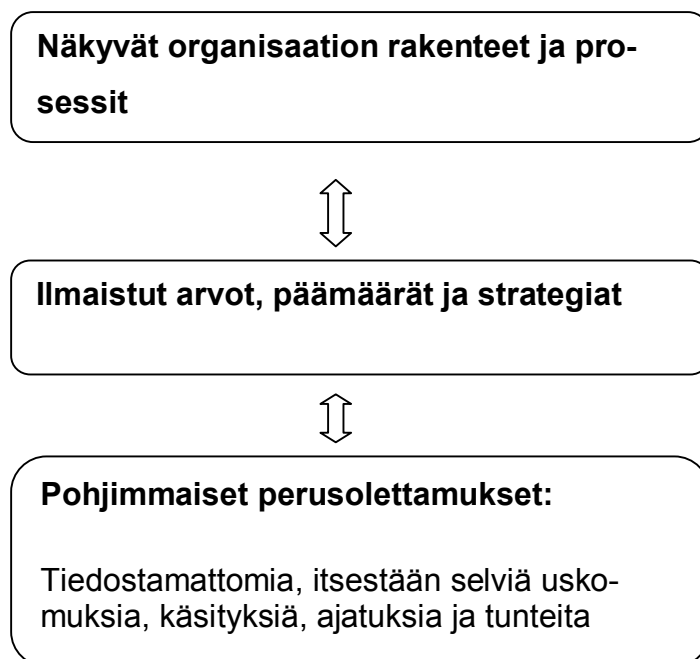 Näkyvät organisaation rakenteet ja pro-
sessit
Ilmaistut arvot, päämäärät ja strategiat
Pohjimmaiset perusolettamukset:
Tiedostamattomia, itsestään selviä usko-
muksia, käsityksiä, ajatuksia ja tunteita